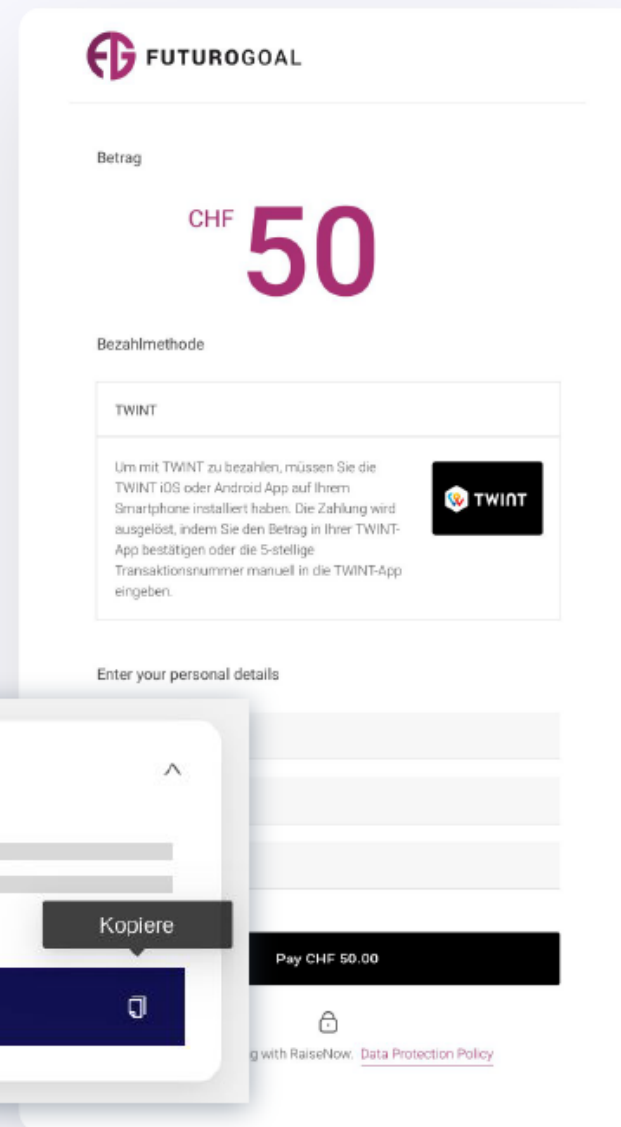 FG FUTUROGOAL
Betrag
CHF 50
Bezahlmethode
TWINT
Um mit TWINT zu bezahlen, müssen Sie die
TWINT iOS oder Android App auf Ihrem
Smartphone installiert haben. Die Zahlung wird
ausgelöst, indem Sie den Betrag in Ihrer TWINT-
App bestätigen oder die 5-stellige
Transaktionsnummer manuell in die TWINT-App
eingeben.
TWINT
Enter your personal details
Kopiere
Pay CHF 50.00
g with RaiseNow. Data Protection Policy